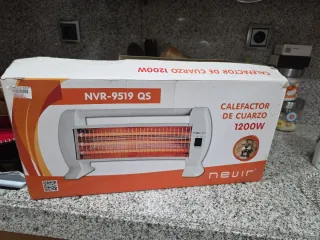 CALEFACTOR DE CUARZO 1200W
NVR-9519 QS
CALEFACTOR
DE CUARZO
1200W
nevir